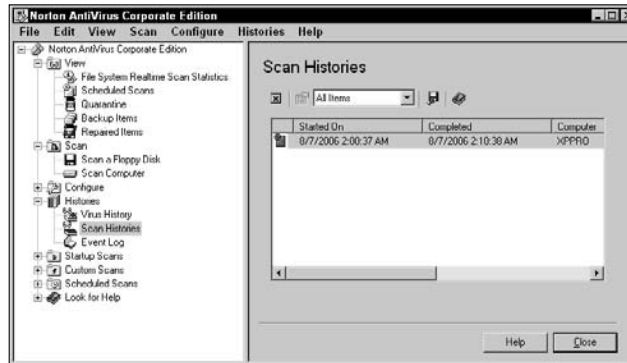 Norton AntiVirus Corporate Edition
File Edit View Scan Configure Histories Help
Norton AntiVirus Corporate Edition
View
File System Realtime Scan Statistics
Scheduled Scans
Quarantine
Backup Items
Repaired Items
Scan
Scan a Floppy Disk
Scan Computer
Configure
Histories
Virus History
Scan Histories
Event Log
Startup Scans
Custom Scans
Scheduled Scans
Look for Help
Scan Histories
All Items
Started On Completed Computer
8/7/2006 2:00:37 AM 8/7/2006 2:10:38 AM XPPRO
Help Close